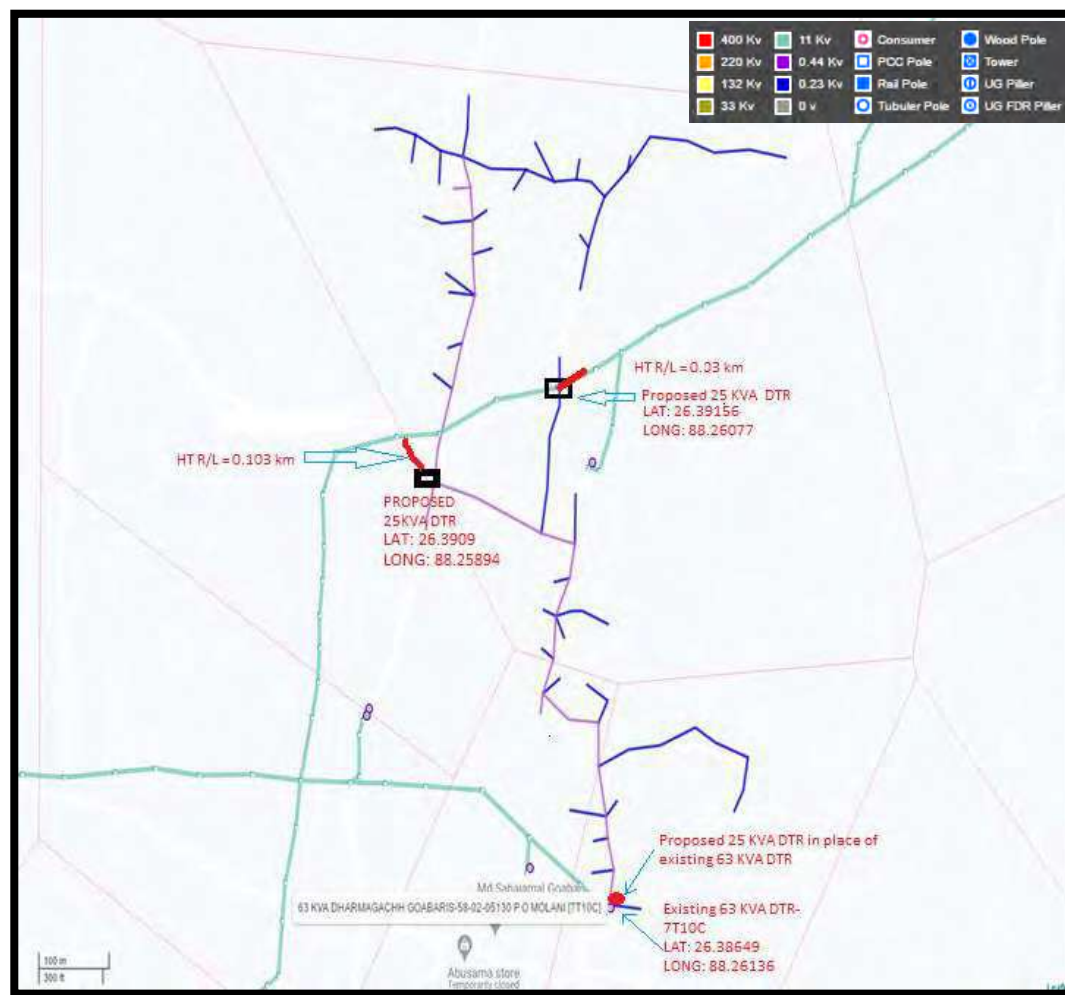 400 Kv
11 Kv
Consumer
Wood Pole
220 Kv
0.44 Kv
PCC Pole
Tower
132 Kv
0.23 Kv
Rail Pole
UG Piller
33 Kv
0 v
Tubuler Pole
UG FDR Piller
HT R/L = 0.03 km
Proposed 25 KVA DTR
LAT: 26.39156
LONG: 88.26077
HT R/L = 0.103 km
PROPOSED
25KVA DTR
LAT: 26.3909
LONG: 88.25894
Proposed 25 KVA DTR in place of
existing 63 KVA DTR
Md Sahajamal Goabari
63 KVA DHARMAGACHH GOABARIS-58-02-05130 P O MOLANI [7T10C]
Existing 63 KVA DTR-
7T10C
LAT: 26.38649
LONG: 88.26136
Abusama store
Temporarily closed
100 m
300 ft